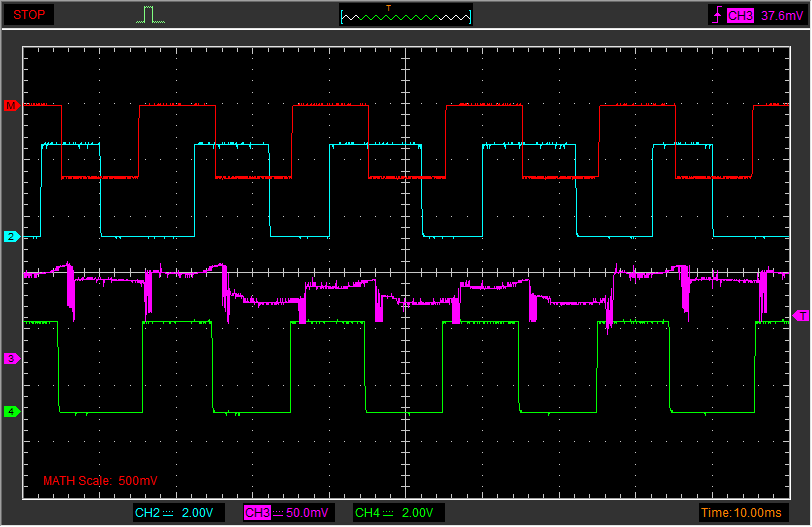 STOP
T
CH3 37.6mV
M
2
T
3
4
MATH Scale: 500mV
CH2 2.00V CH3 50.0mV CH4 2.00V Time:10.00ms